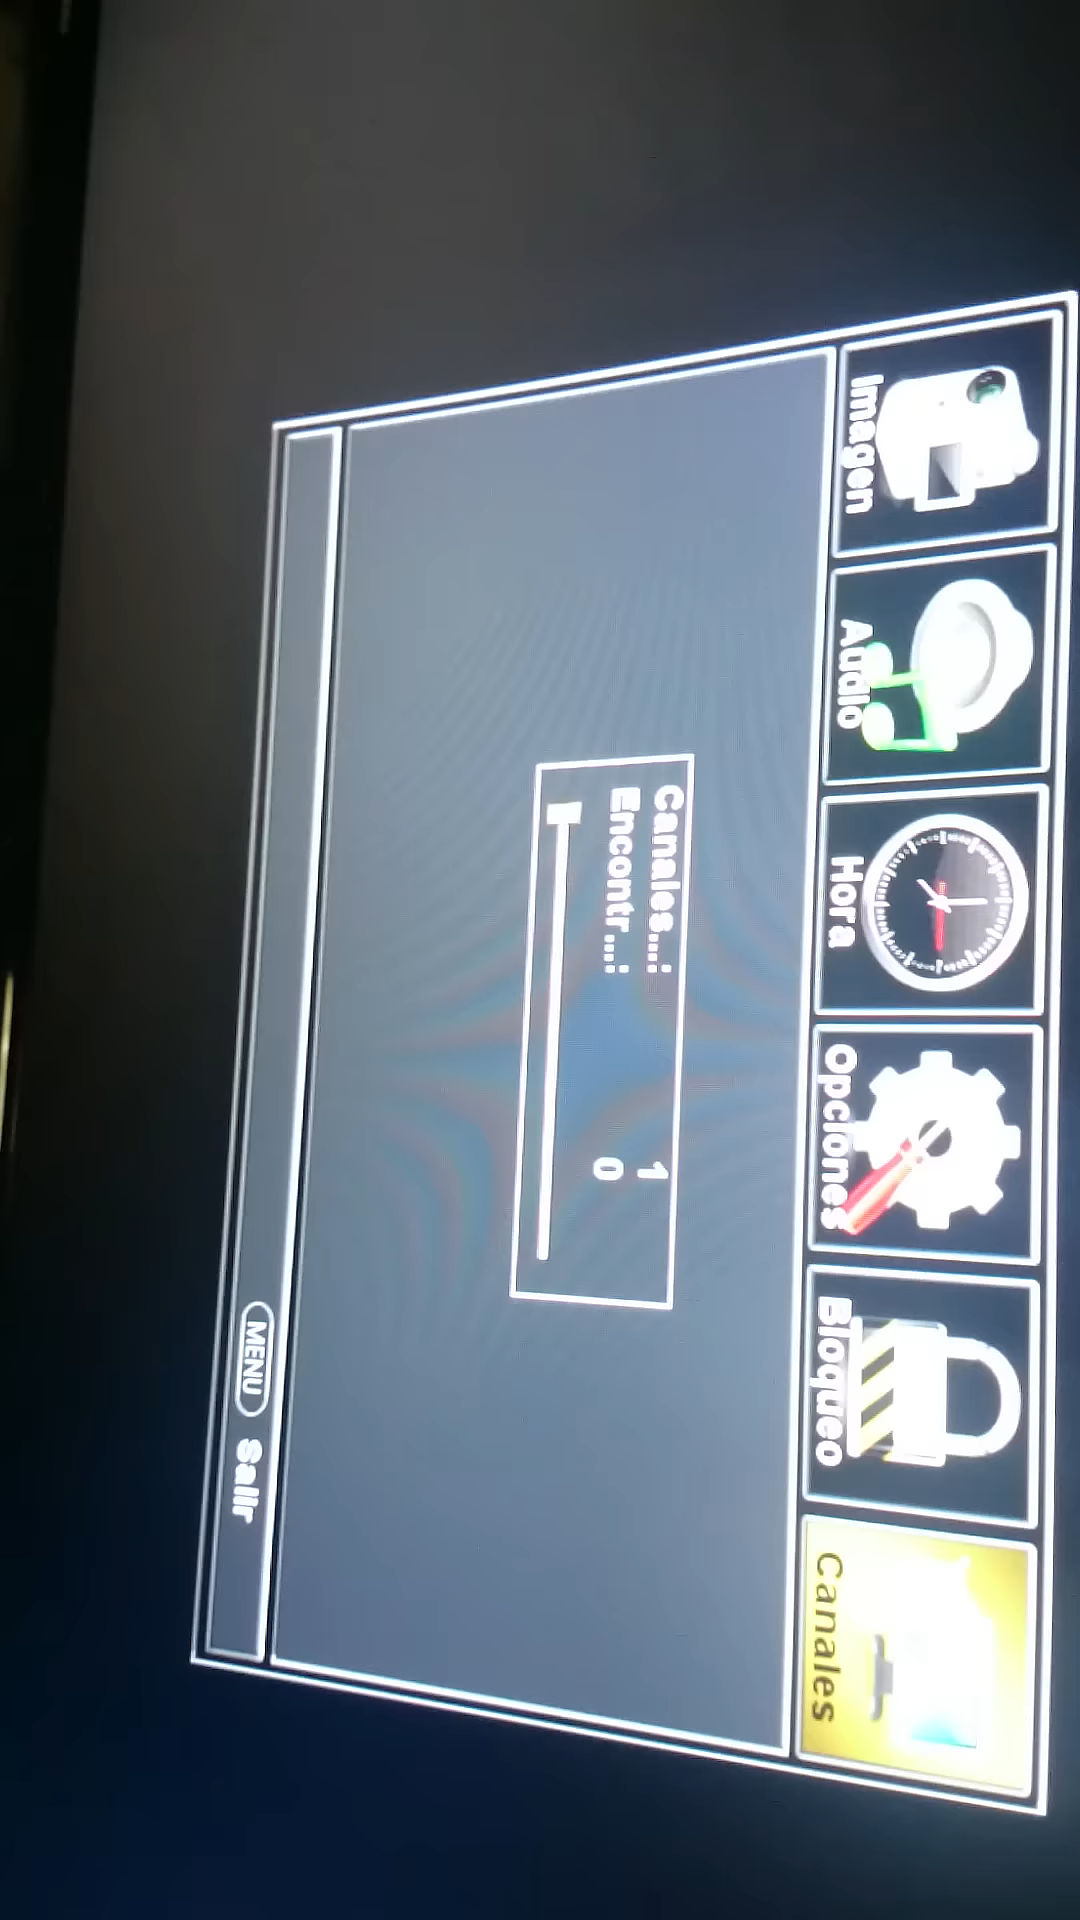 Imagen
Audio
Hora
Opciones
Bloqueo
Canales
Canales...: 1
Encontr...: 0
MENU Salir